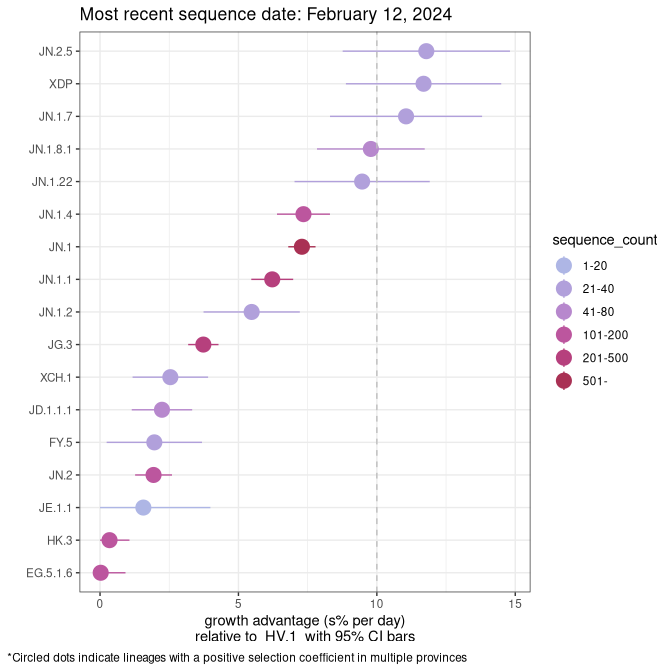 Most recent sequence date: February 12, 2024
JN.2.5
XDP
JN.1.7
JN.1.8.1
JN.1.22
JN.1.4
JN.1
JN.1.1
JN.1.2
JG.3
XCH.1
JD.1.1.1
FY.5
JN.2
JE.1.1
HK.3
EG.5.1.6
0 5 10 15
growth advantage (s% per day)
relative to HV.1 with 95% CI bars
sequence_count
1-20
21-40
41-80
101-200
201-500
501-
*Circled dots indicate lineages with a positive selection coefficient in multiple provinces